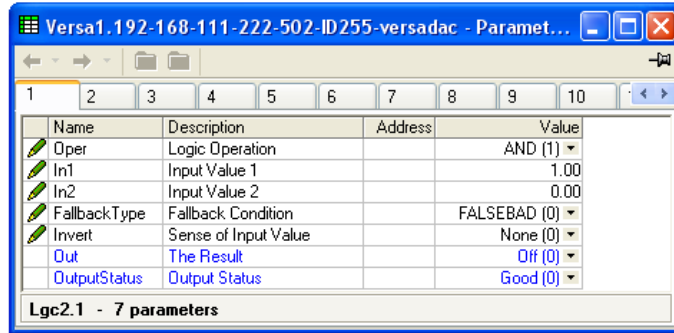 Versa1.192-168-111-222-502-ID255-versadac - Paramet...
1 2 3 4 5 6 7 8 9 10
Name Description Address Value
Oper Logic Operation AND (1)
In1 Input Value 1 1.00
In2 Input Value 2 0.00
FallbackType Fallback Condition FALSEBAD (0)
Invert Sense of Input Value None (0)
Out The Result Off (0)
OutputStatus Output Status Good (0)
Lgc2.1 - 7 parameters